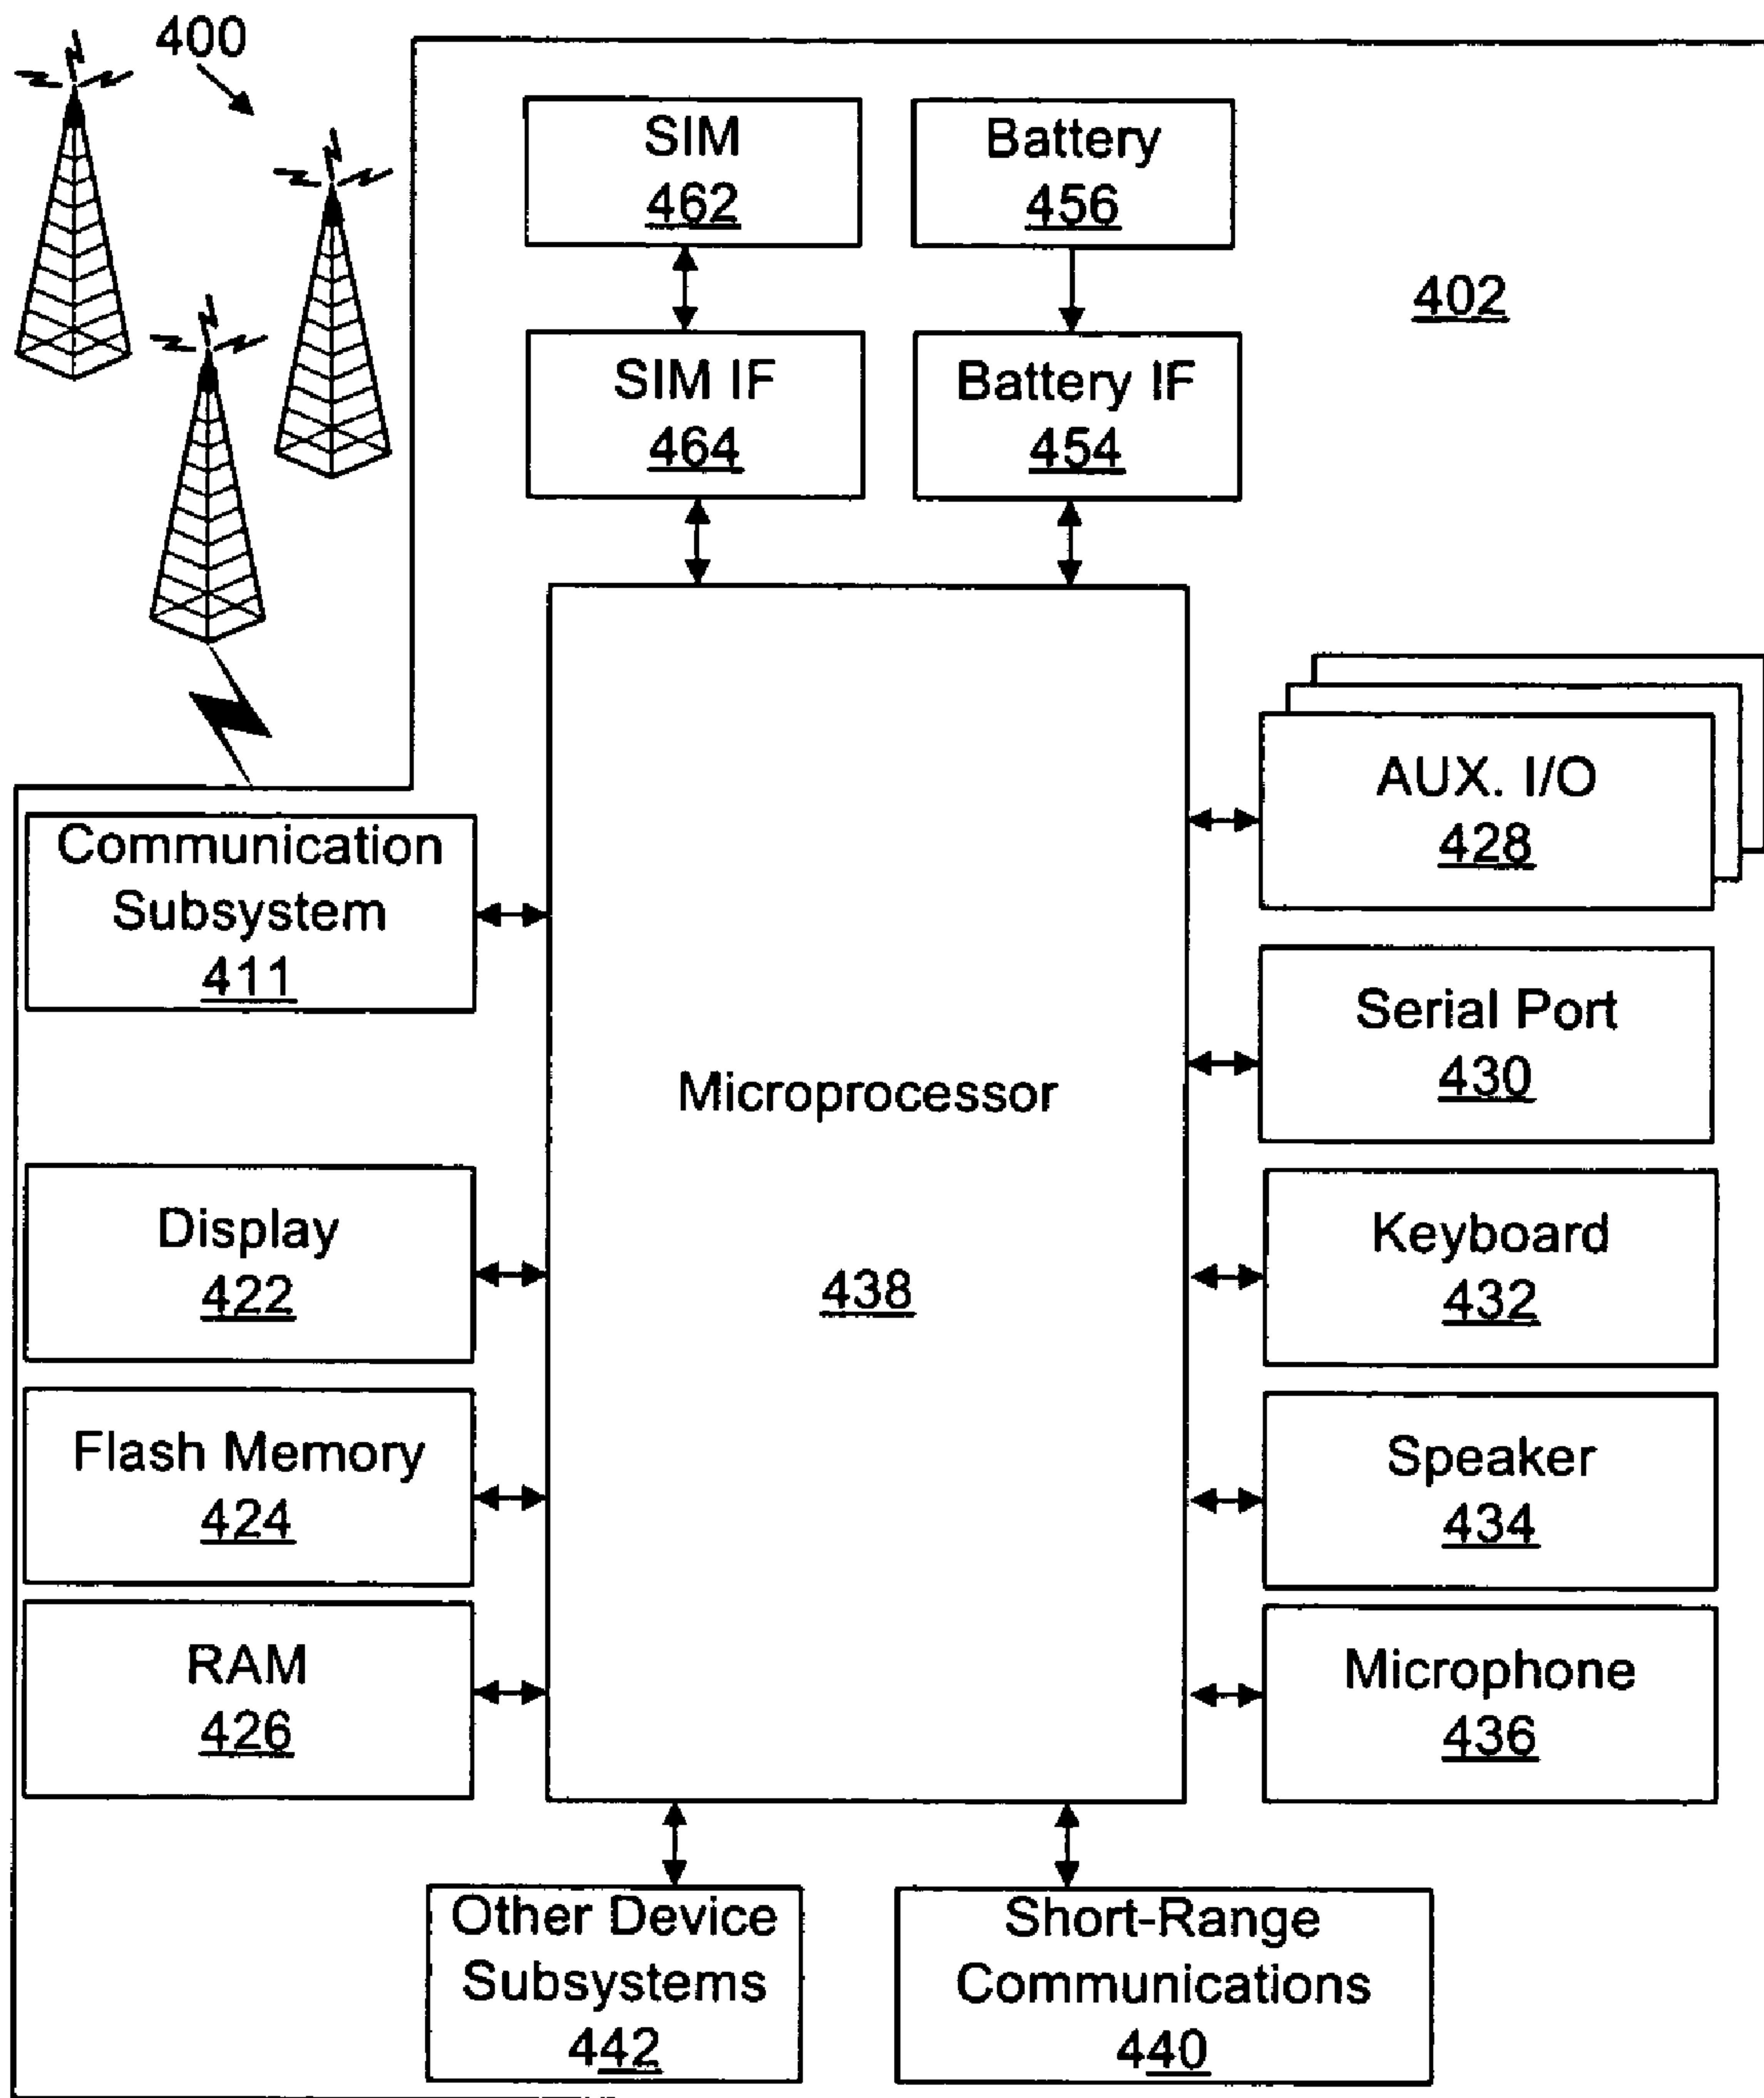 400
SIM
462
Battery
456
402
SIM IF
464
Battery IF
454
AUX. I/O
428
Communication
Subsystem
411
Serial Port
430
Microprocessor
438
Display
422
Keyboard
432
Flash Memory
424
Speaker
434
RAM
426
Microphone
436
Other Device
Subsystems
442
Short-Range
Communications
440